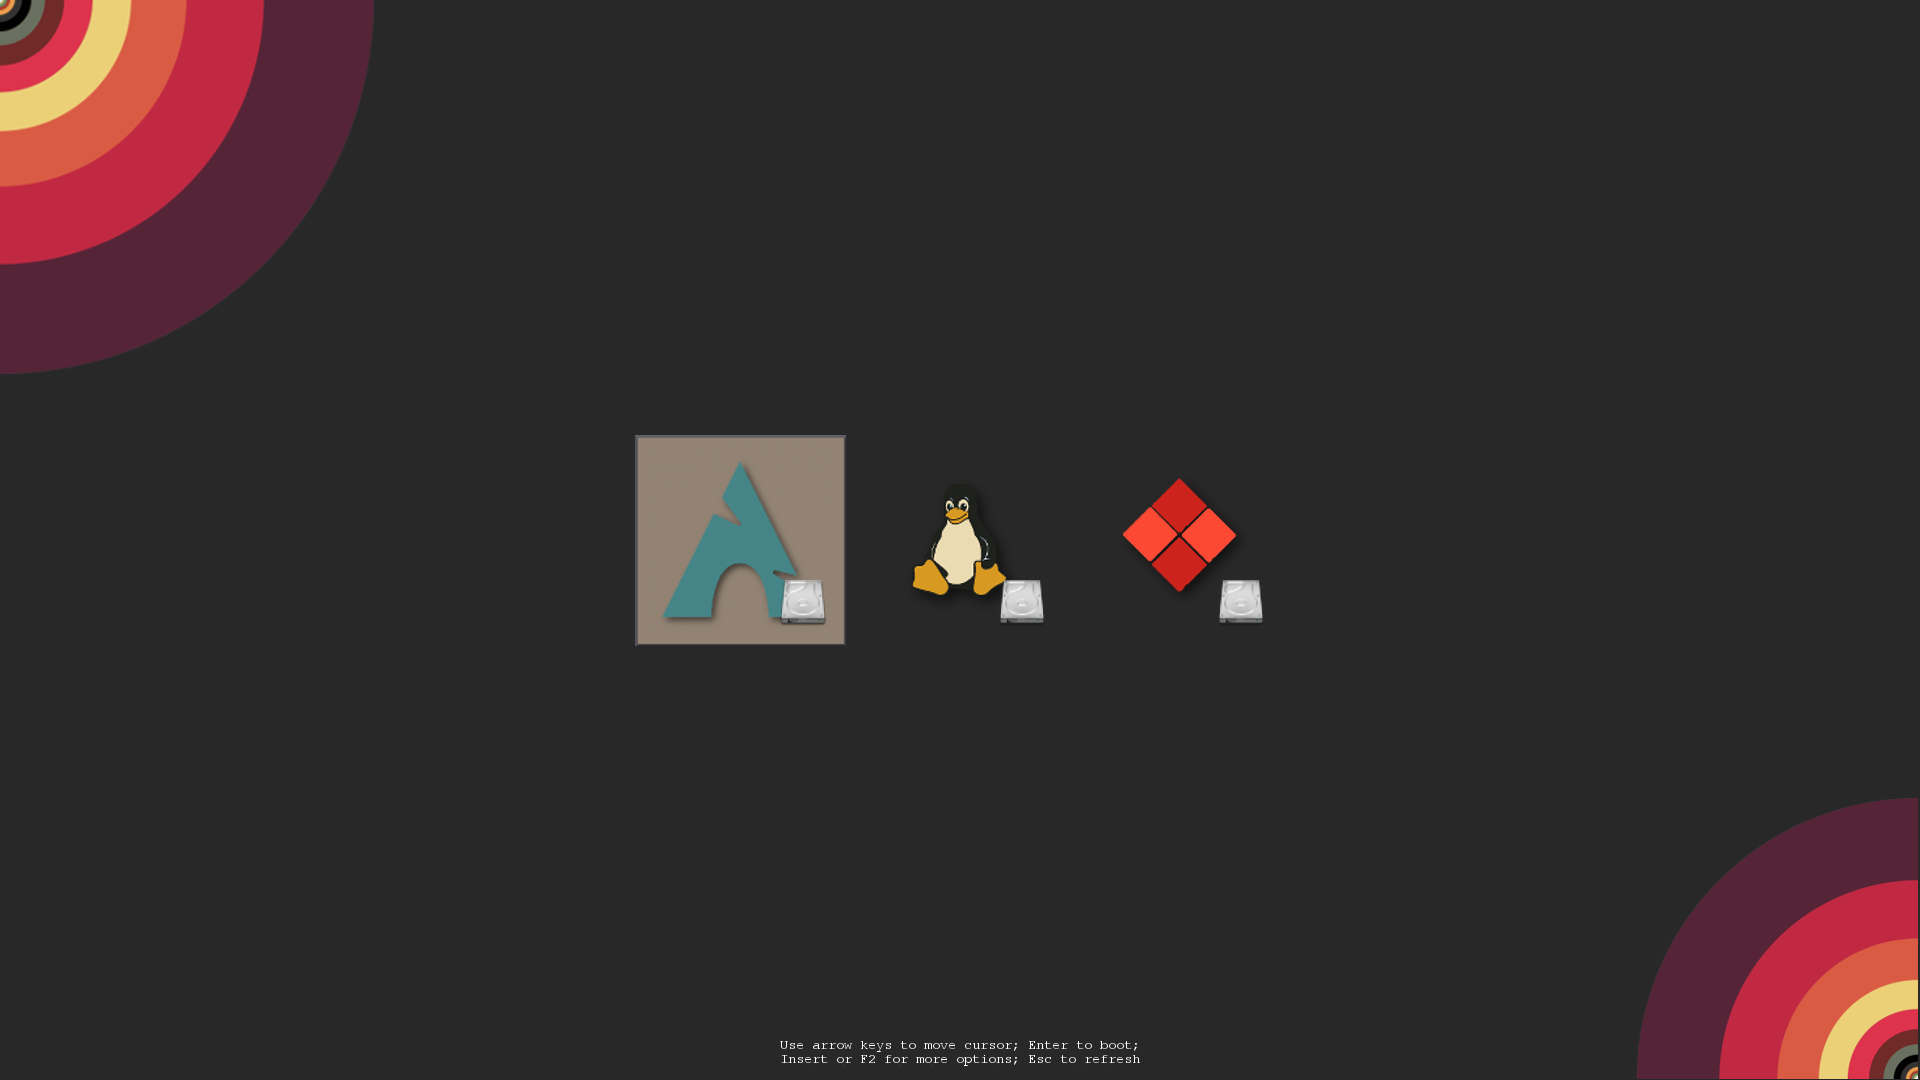 Use arrow keys to move cursor; Enter to boot;
Insert or F2 for more options; Esc to refresh